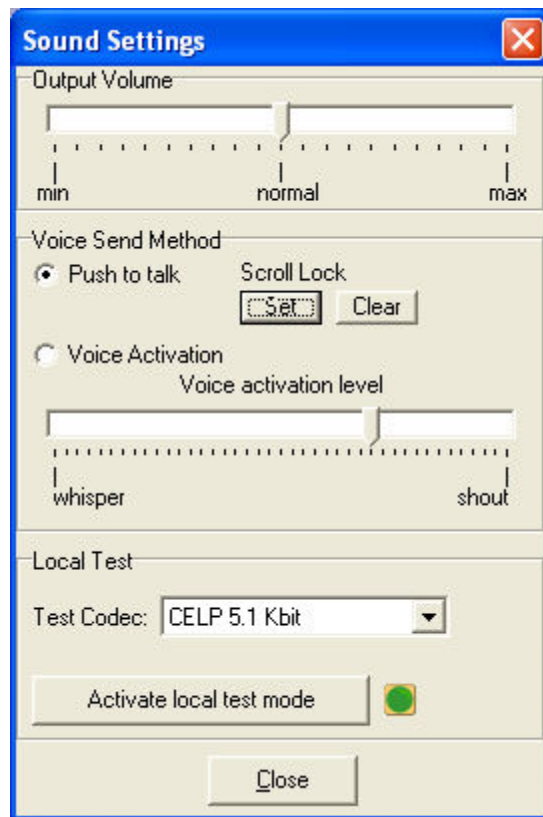 Sound Settings
Output Volume
min normal max
Voice Send Method
Push to talk Scroll Lock
Set Clear
Voice Activation
Voice activation level
whisper shout
Local Test
Test Codec: CELP 5.1 Kbit
Activate local test mode
Close